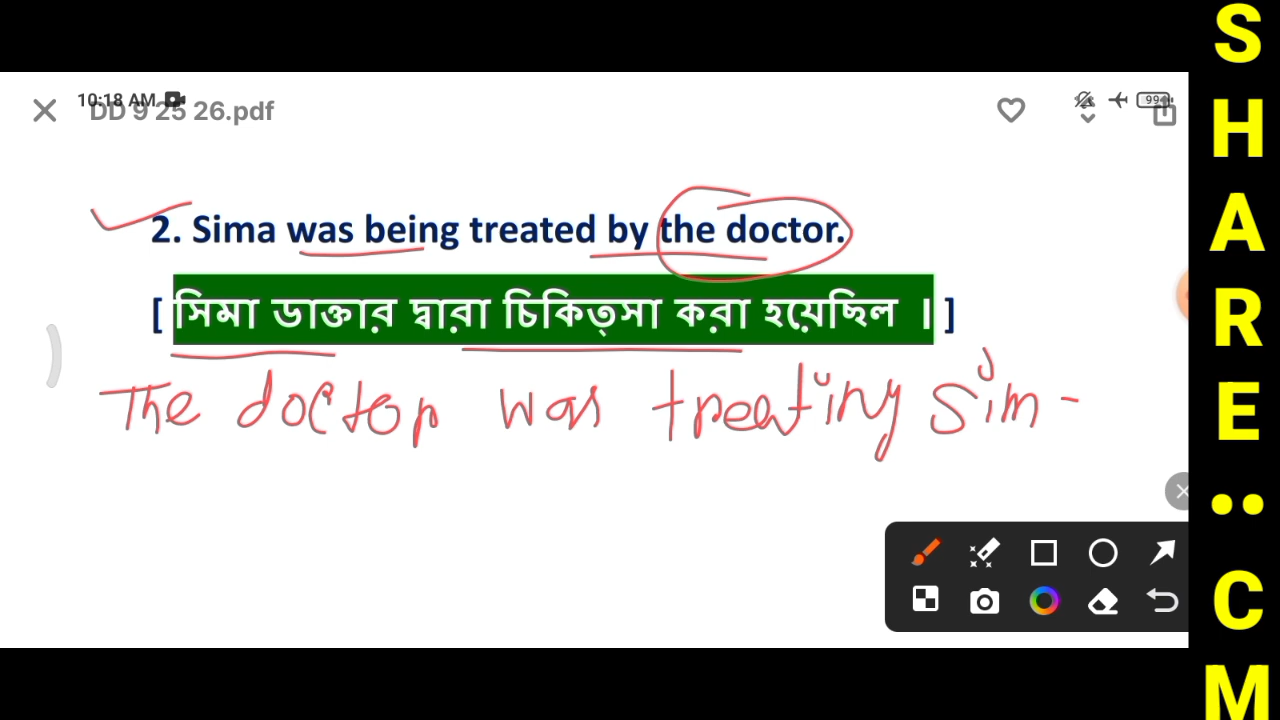 10:18 AM
99
DD 9 25 26.pdf
2. Sima was being treated by the doctor.
[ সিমা ডাক্তার দ্বারা চিকিত্সা করা হয়েছিল । ]
The doctor was treating Sim -
SHARE •• CM